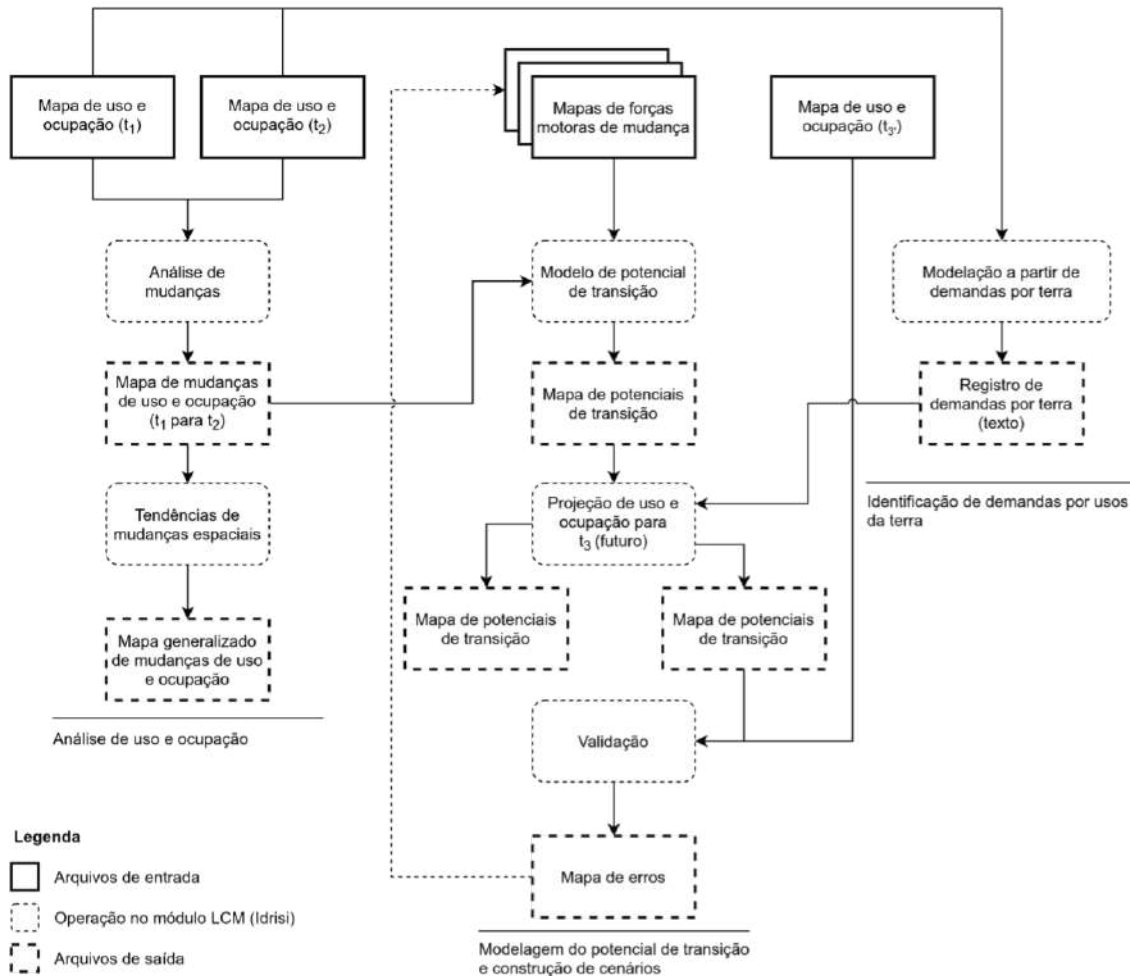 Mapa de uso e
ocupação (t1)
Mapa de uso e
ocupação (t2)
Mapas de forças
motoras de mudança
Mapa de uso e
ocupação (t3')
Análise de
mudanças
Modelo de potencial
de transição
Modelação a partir de
demandas por terra
Mapa de mudanças
de uso e ocupação
(t1 para t2)
Mapa de potenciais
de transição
Registro de
demandas por terra
(texto)
Tendências de
mudanças espaciais
Projeção de uso e
ocupação para
t3 (futuro)
Identificação de demandas por usos
da terra
Mapa generalizado
de mudanças de uso
e ocupação
Mapa de potenciais
de transição
Mapa de potenciais
de transição
Análise de uso e ocupação
Validação
Mapa de erros
Modelagem do potencial de transição
e construção de cenários
Legenda
Arquivos de entrada
Operação no módulo LCM (Idrisi)
Arquivos de saída